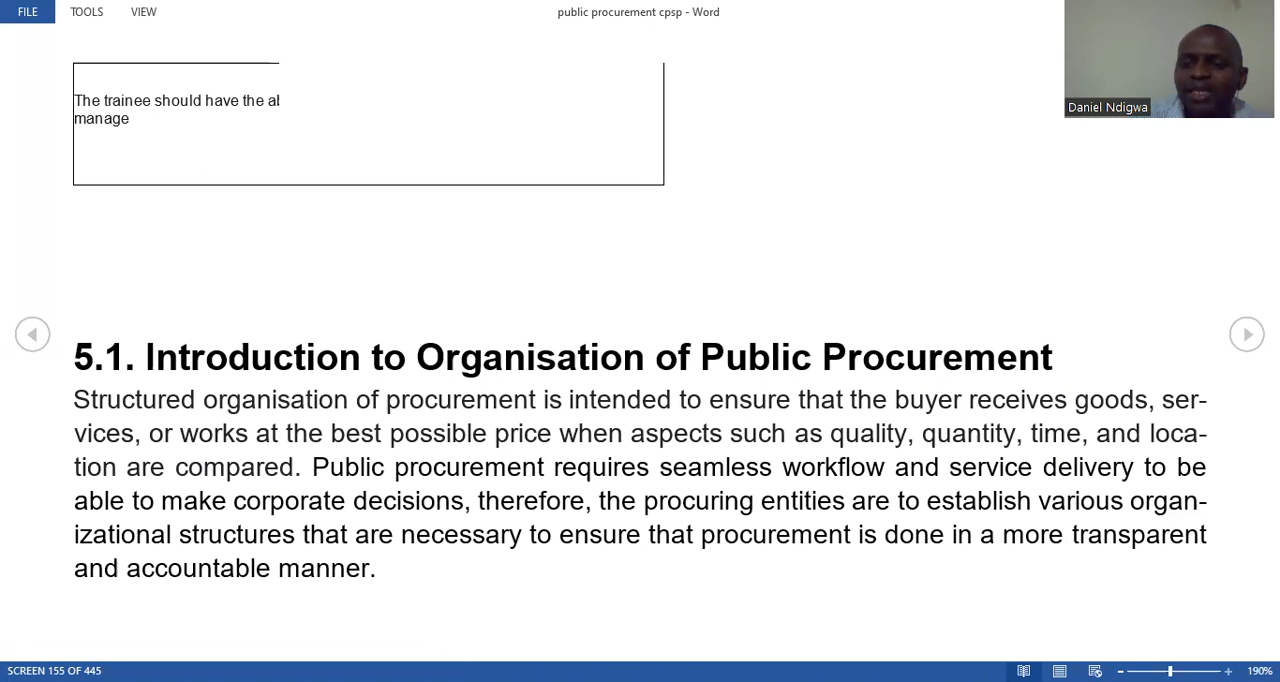 FILE TOOLS VIEW public procurement cpsp - Word
Daniel Ndigwa
The trainee should have the
manage
5.1. Introduction to Organisation of Public Procurement
Structured organisation of procurement is intended to ensure that the buyer receives goods, ser-
vices, or works at the best possible price when aspects such as quality, quantity, time, and loca-
tion are compared. Public procurement requires seamless workflow and service delivery to be
able to make corporate decisions, therefore, the procuring entities are to establish various organ-
izational structures that are necessary to ensure that procurement is done in a more transparent
and accountable manner.
SCREEN 155 OF 445 190%